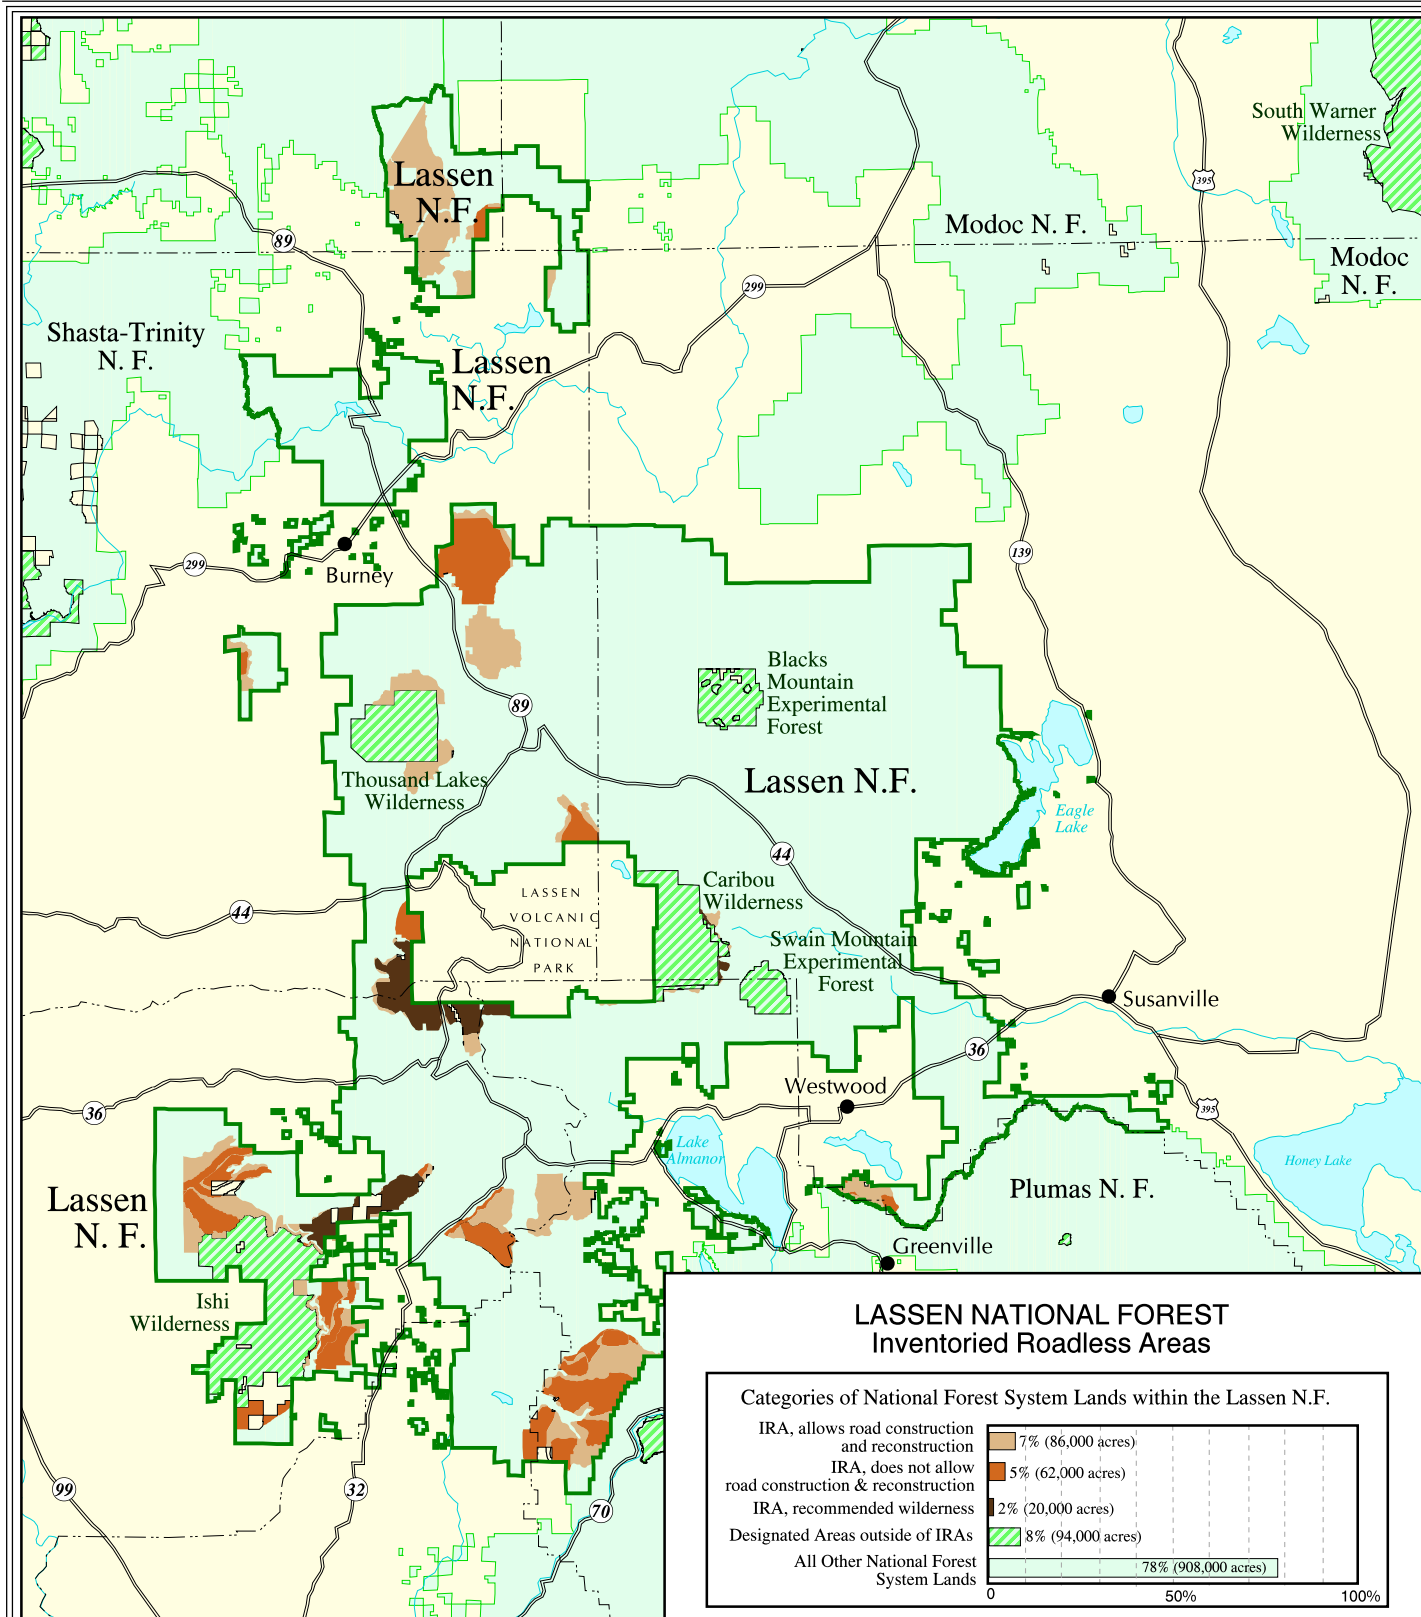 South Warner
Wilderness
395
Lassen
N.F.
Modoc N. F.
89
Modoc
N. F.
299
Shasta-Trinity
N. F.
Lassen
N.F.
299
139
Burney
Blacks
Mountain
Experimental
Forest
89
Thousand Lakes
Wilderness
Lassen N.F.
Eagle
Lake
44
LASSEN
VOLCANIC
NATIONAL
PARK
Caribou
Wilderness
44
Swain Mountain
Experimental
Forest
Susanville
36
Westwood
36
395
Lake
Almanor
Honey Lake
Lassen
N. F.
Plumas N. F.
Greenville
Ishi
Wilderness
99
32
70
LASSEN NATIONAL FOREST
Inventoried Roadless Areas
Categories of National Forest System Lands within the Lassen N.F.
IRA, allows road construction
and reconstruction
7% (86,000 acres)
IRA, does not allow
road construction & reconstruction
5% (62,000 acres)
IRA, recommended wilderness
2% (20,000 acres)
Designated Areas outside of IRAs
8% (94,000 acres)
All Other National Forest
System Lands
78% (908,000 acres)
0 50% 100%